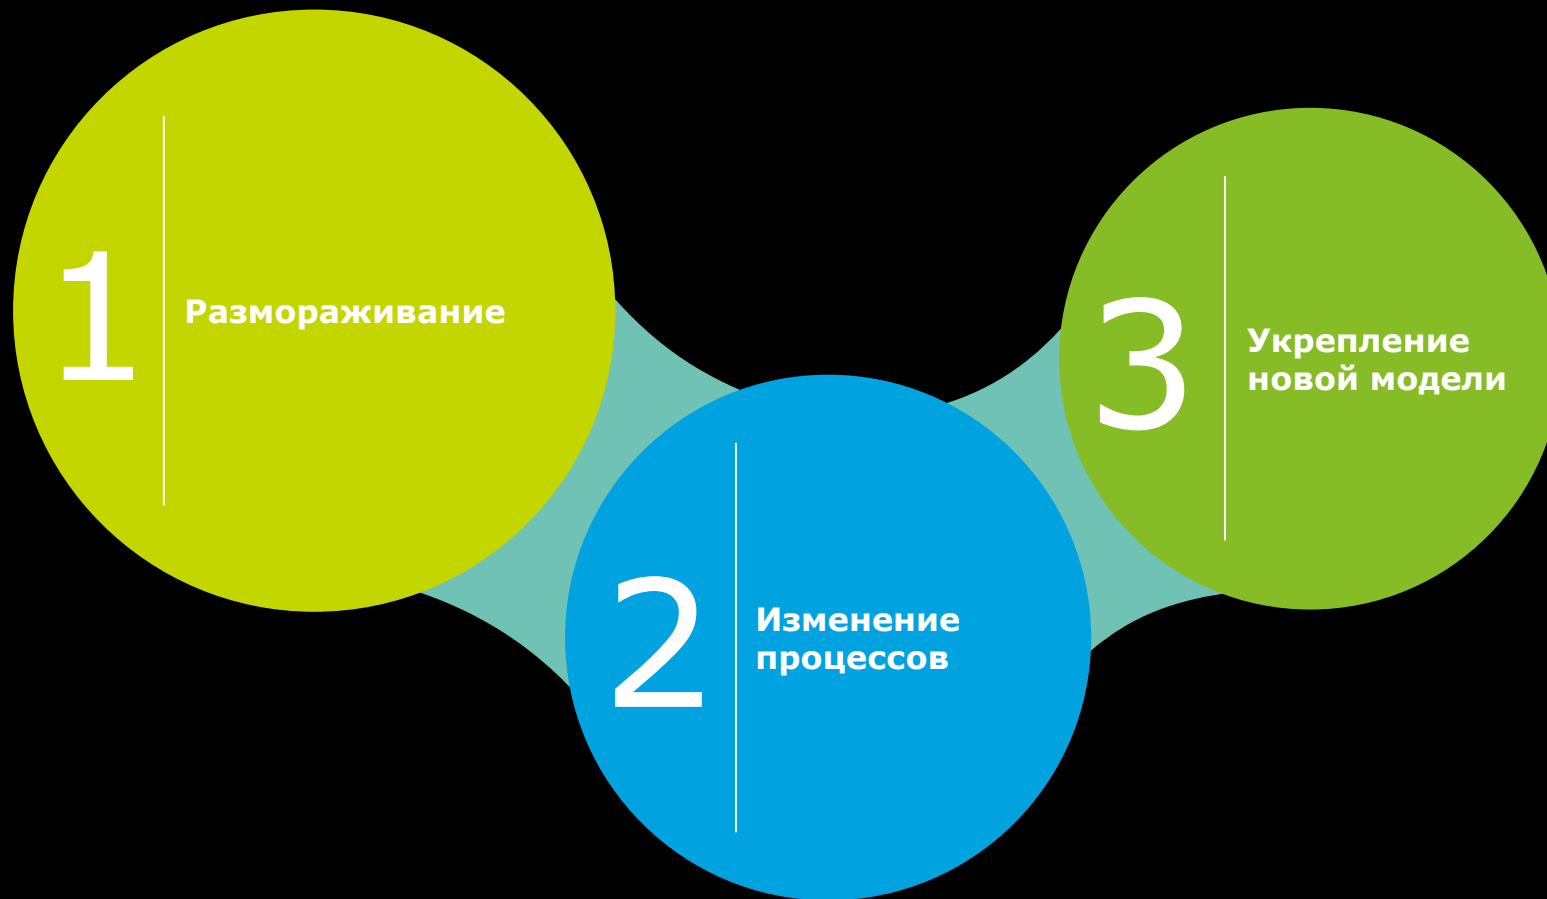 1
Размораживание
2
Изменение
процессов
3
Укрепление
новой модели